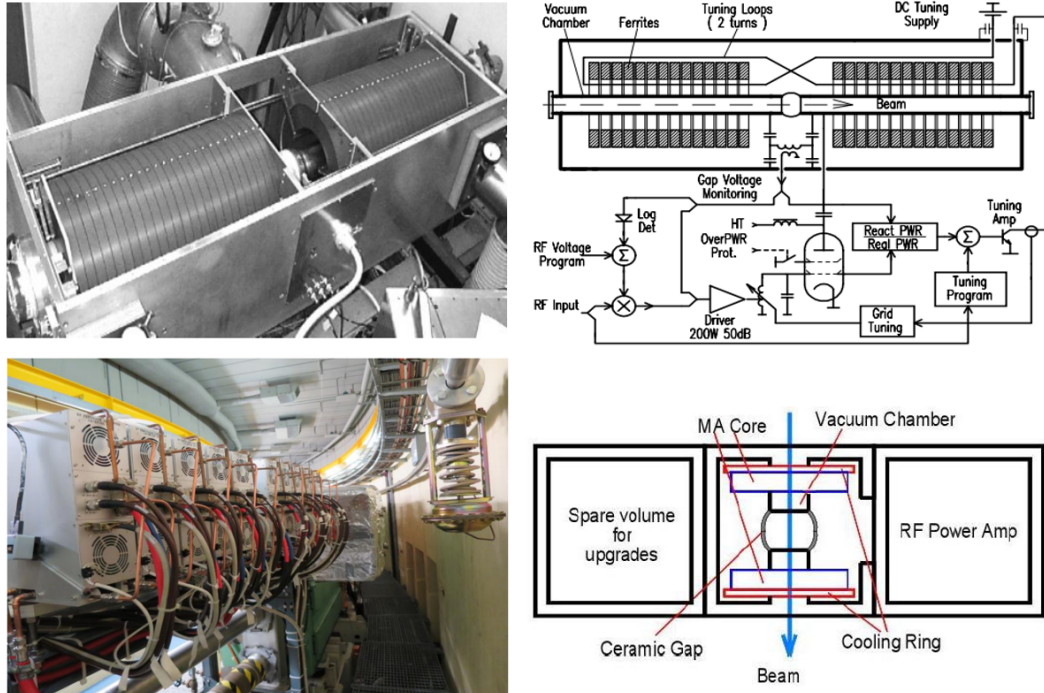 Vacuum
Chamber
Ferrites
Tuning Loops
( 2 turns )
DC Tuning
Supply
Beam
Gap Voltage
Monitoring
Log
Det
HT
OverPWR
Prot.
RF Voltage
Program
Σ
React PWR
Real PWR
Σ
Tuning
Amp
RF Input
Driver
200W 50dB
Grid
Tuning
Tuning
Program
MA Core
Vacuum Chamber
Spare volume
for
upgrades
RF Power Amp
Ceramic Gap
Cooling Ring
Beam